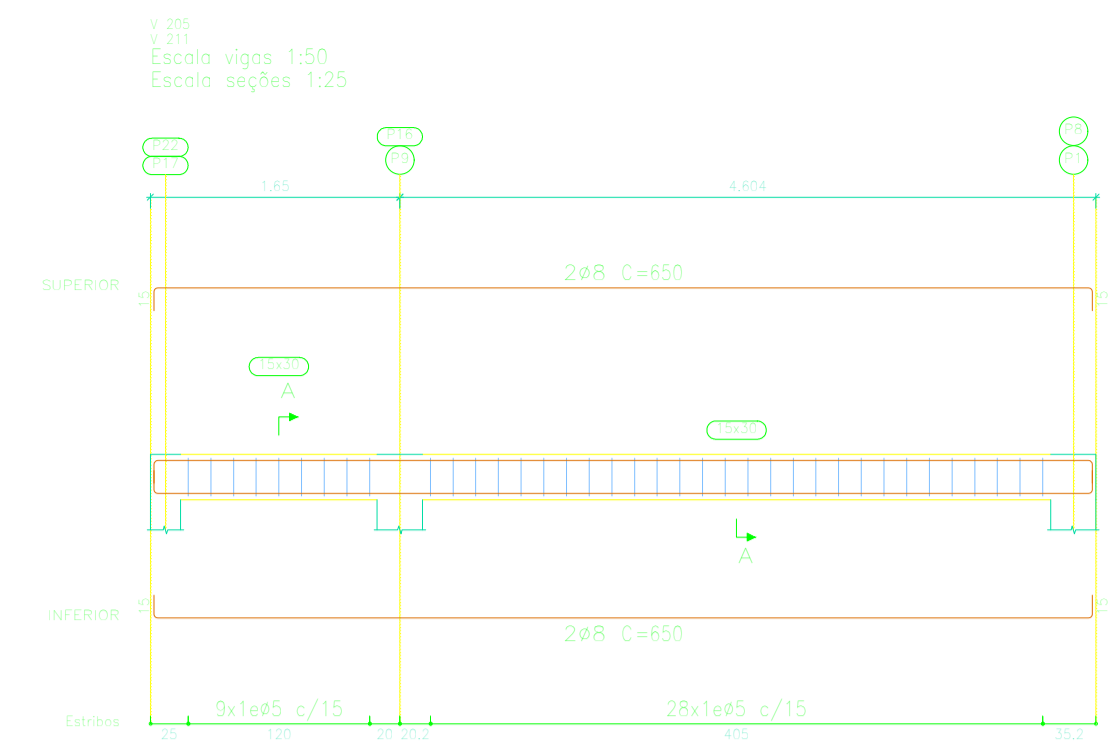 V 205
V 211
Escala vigas 1:50
Escala seções 1:25
P22
P17
P16
P9
P8
P1
1.65
4.604
2ø8 C=650
SUPERIOR
15
15
15x30
A
15x30
A
INFERIOR
15
15
2ø8 C=650
9x1eø5 c/15
28x1eø5 c/15
Estribos
25
120
20
20.2
405
35.2